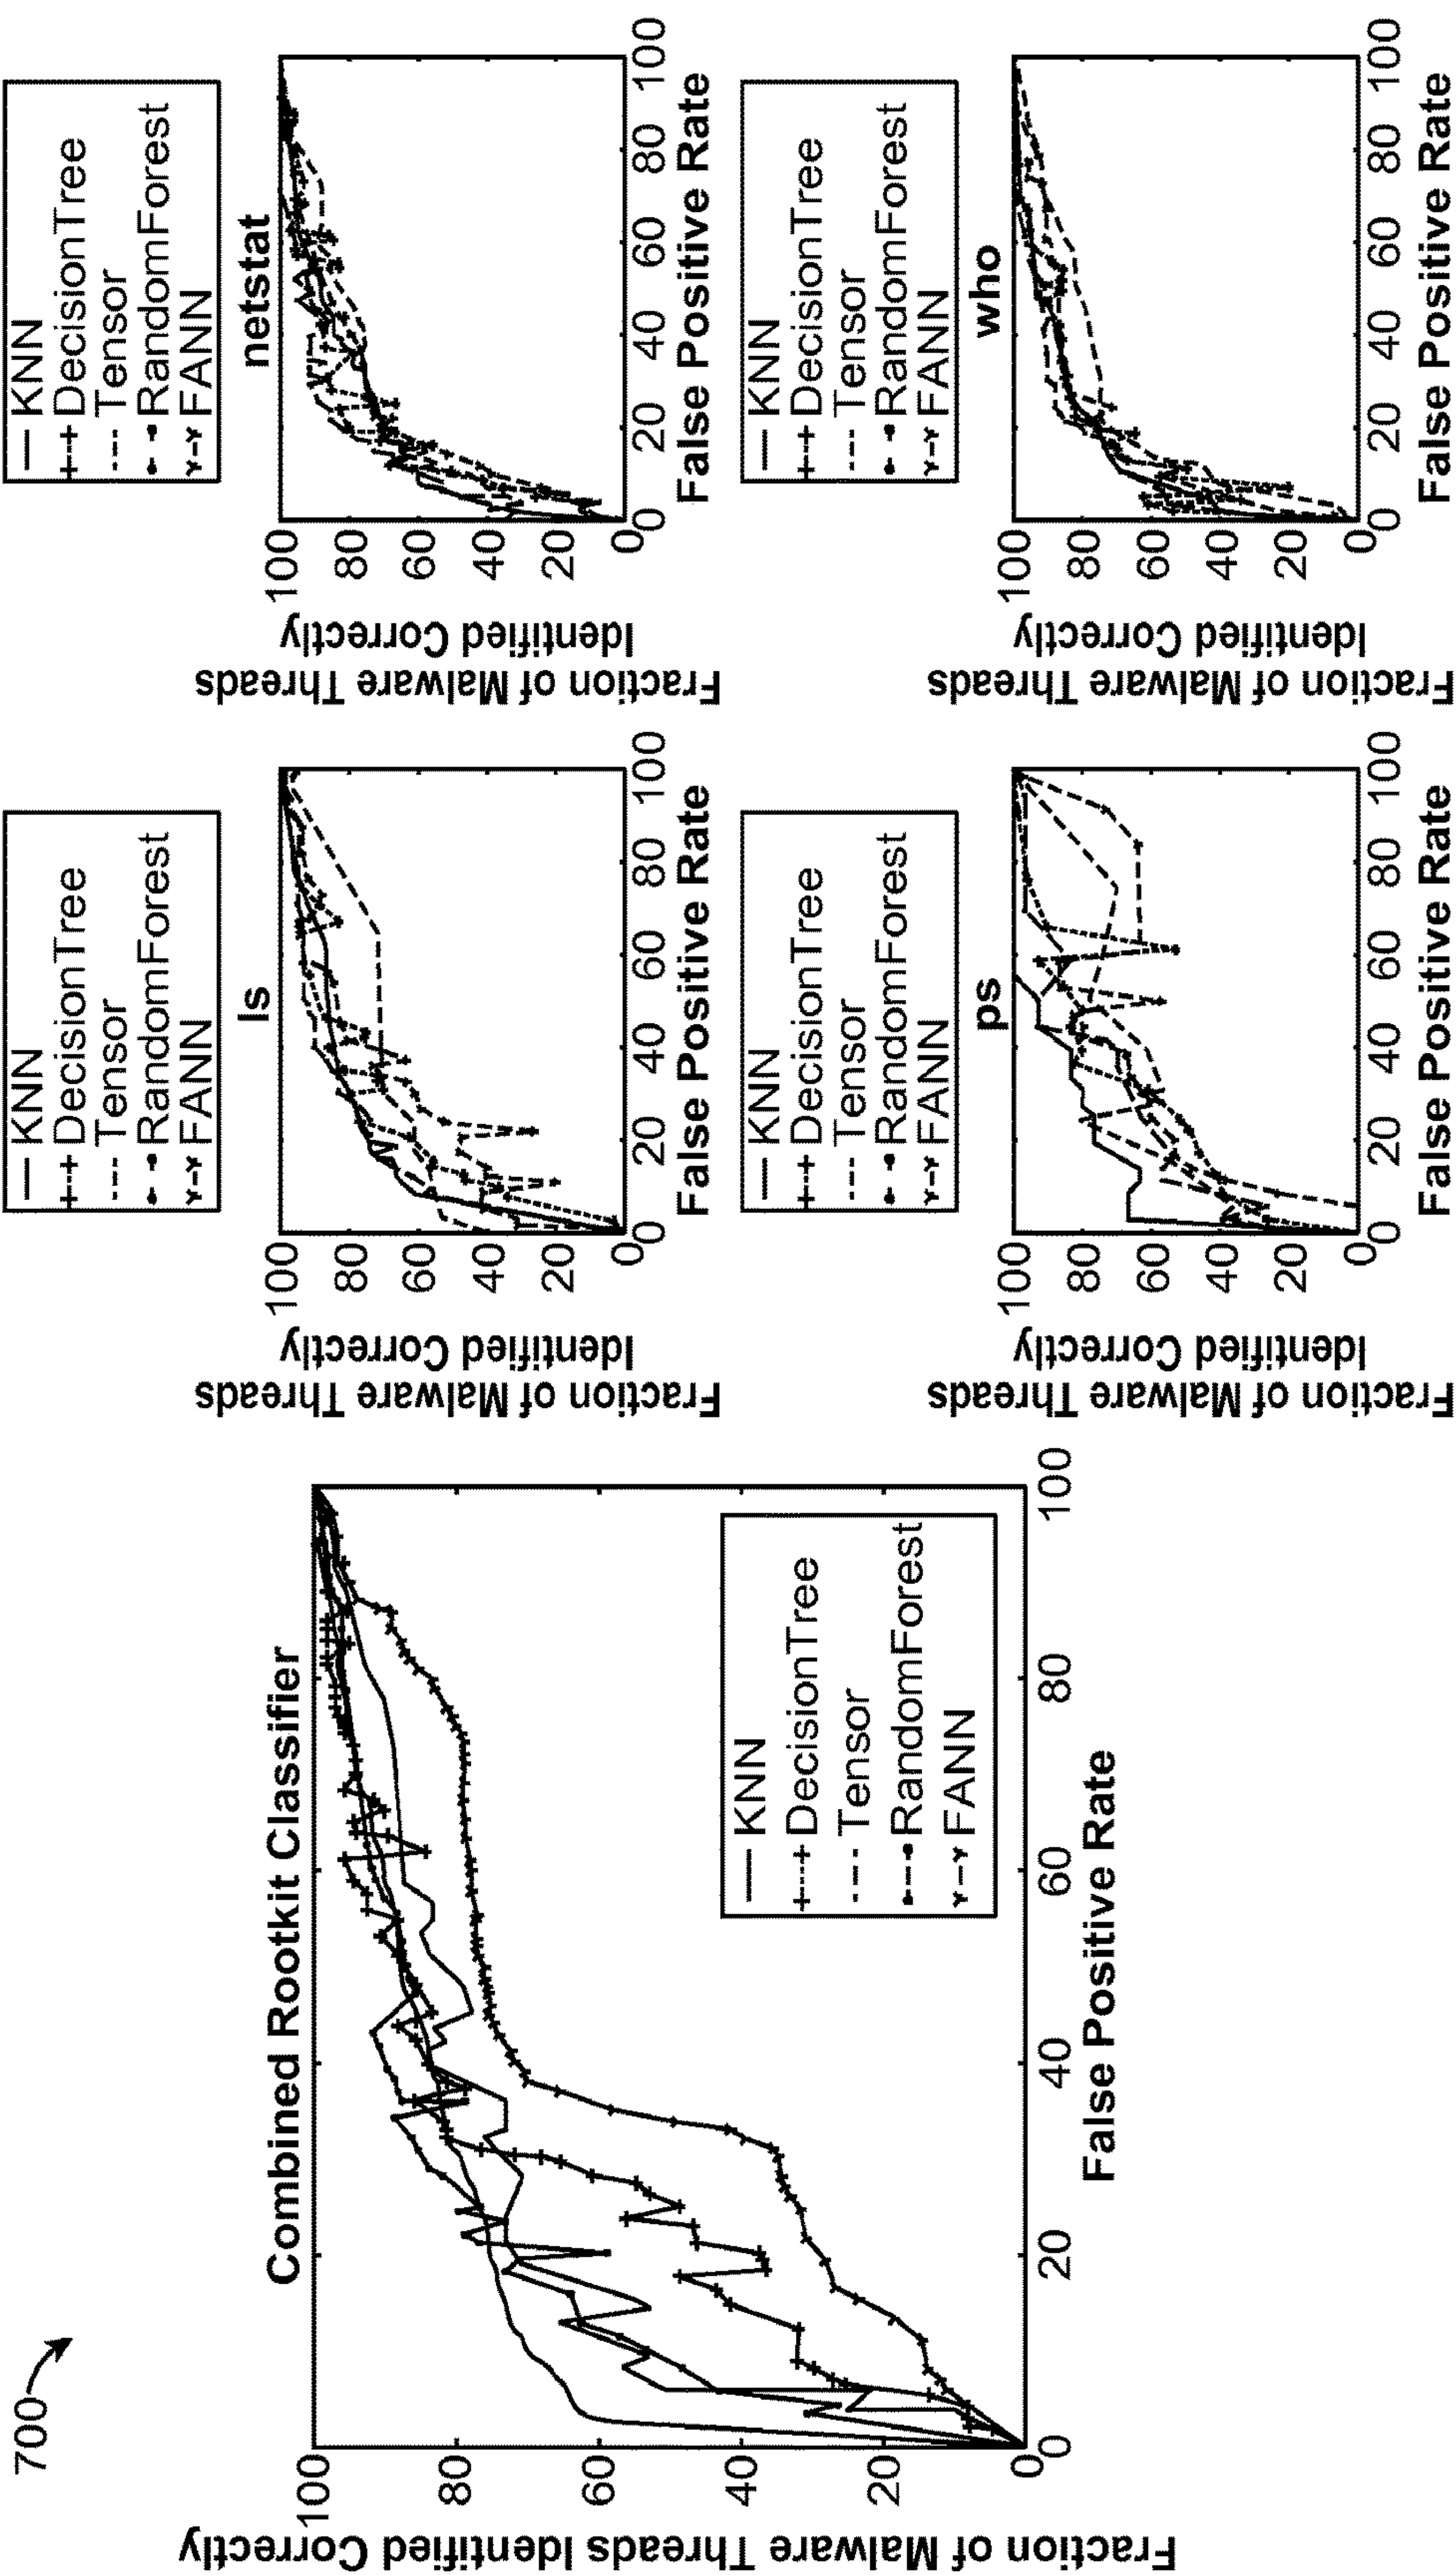 700
Combined Rootkit Classifier
Fraction of Malware Threads Identified Correctly
100
80
60
40
20
0
0
20
40
60
80
100
False Positive Rate
KNN
DecisionTree
Tensor
RandomForest
FANN
KNN
DecisionTree
Tensor
RandomForest
FANN
ls
Fraction of Malware Threads
Identified Correctly
100
80
60
40
20
0
0
20
40
60
80
100
False Positive Rate
KNN
DecisionTree
Tensor
RandomForest
FANN
netstat
Fraction of Malware Threads
Identified Correctly
100
80
60
40
20
0
0
20
40
60
80
100
False Positive Rate
KNN
DecisionTree
Tensor
RandomForest
FANN
ps
Fraction of Malware Threads
Identified Correctly
100
80
60
40
20
0
0
20
40
60
80
100
False Positive Rate
KNN
DecisionTree
Tensor
RandomForest
FANN
who
Fraction of Malware Threads
Identified Correctly
100
80
60
40
20
0
0
20
40
60
80
100
False Positive Rate